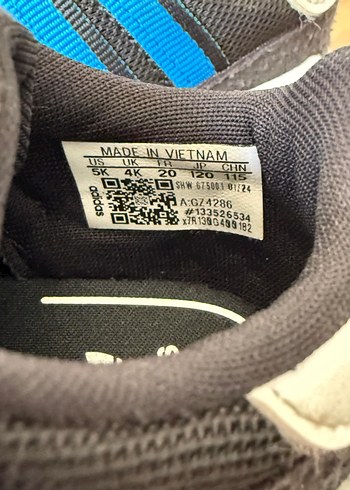 MADE IN VIETNAM
US UK FR JP CHN
5K 4K 20 120 115
SHW 675001 01/24
adidas
A:GZ4286
#133526534